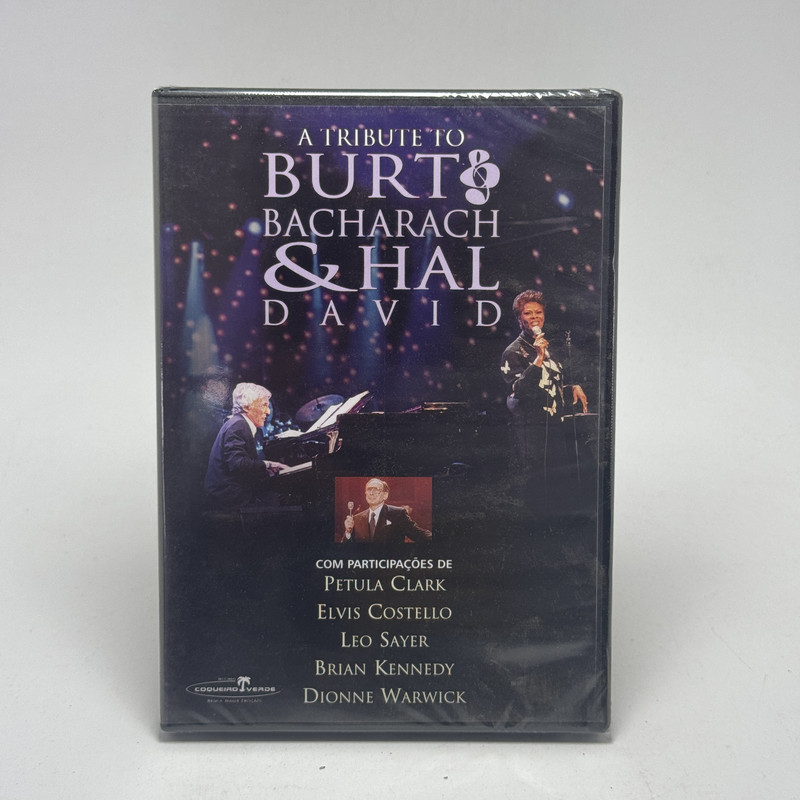 A TRIBUTE TO
BURT
BACHARACH
& HAL
DAVID
COM PARTICIPAÇÕES DE
PETULA CLARK
ELVIS COSTELLO
LEO SAYER
BRIAN KENNEDY
DIONNE WARWICK
COQUEIRO VERDE